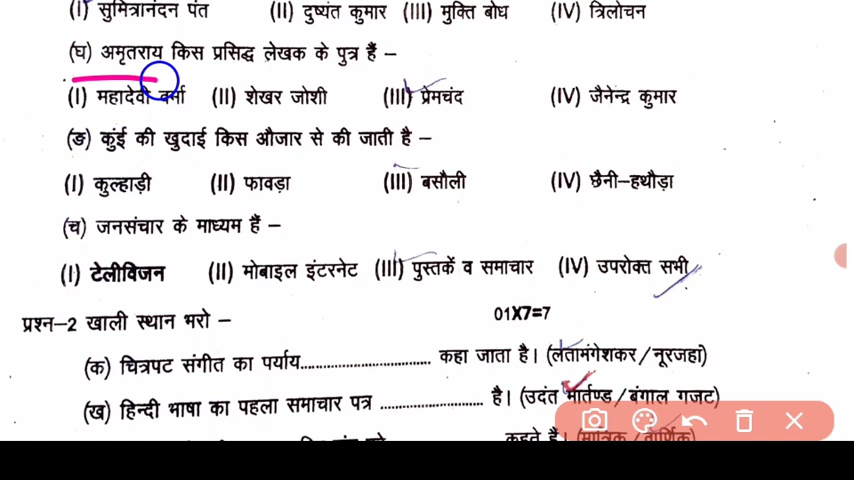 (I) सुमित्रानंदन पंत (II) दुष्यंत कुमार (III) मुक्ति बोध (IV) त्रिलोचन
(घ) अमृतराय किस प्रसिद्ध लेखक के पुत्र हैं –
(I) महादेवी वर्मा (II) शेखर जोशी (III) प्रेमचंद (IV) जैनेन्द्र कुमार
(ङ) कुंई की खुदाई किस औजार से की जाती है –
(I) कुल्हाड़ी (II) फावड़ा (III) बसौली (IV) छैनी–हथौड़ा
(च) जनसंचार के माध्यम हैं –
(I) टेलीविजन (II) मोबाइल इंटरनेट (III) पुस्तकें व समाचार (IV) उपरोक्त सभी
प्रश्न–2 खाली स्थान भरो – 01X7=7
(क) चित्रपट संगीत का पर्याय................................ कहा जाता है। (लतामंगेशकर/नूरजहा)
(ख) हिन्दी भाषा का पहला समाचार पत्र ......................... है। (उदंत मार्तण्ड/बंगाल गजट)
कहते हैं। (मात्रिक/वार्णिक)